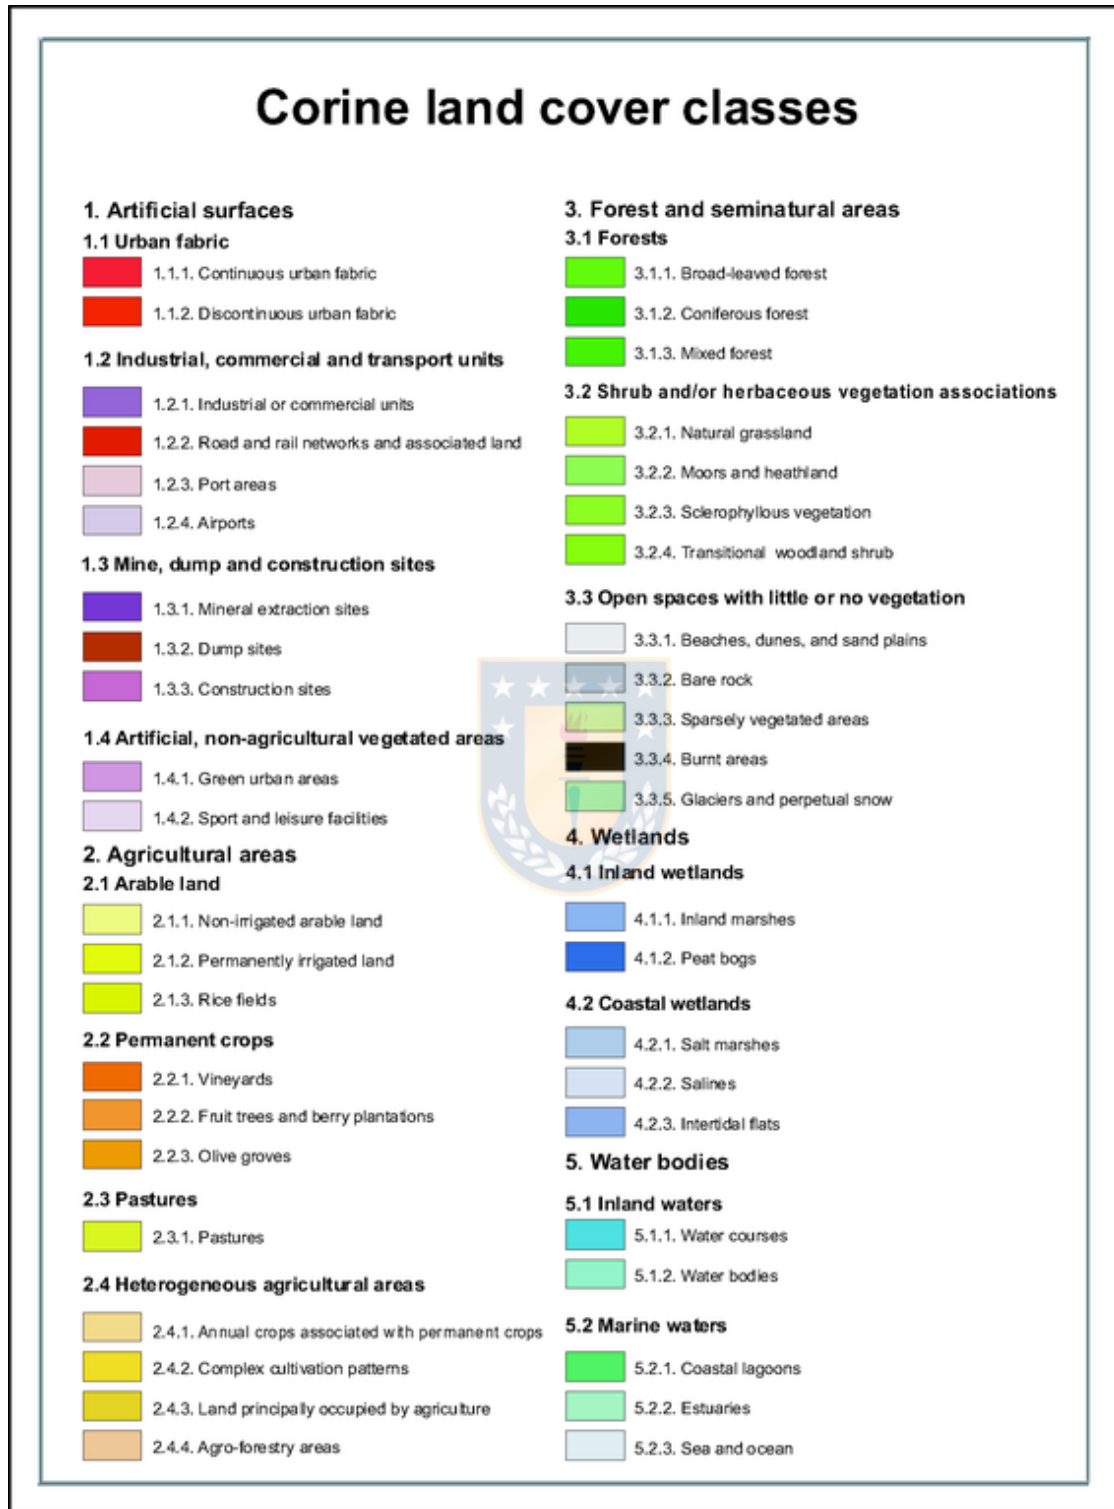 Corine land cover classes
1. Artificial surfaces
1.1 Urban fabric
1.1.1. Continuous urban fabric
1.1.2. Discontinuous urban fabric
1.2 Industrial, commercial and transport units
1.2.1. Industrial or commercial units
1.2.2. Road and rail networks and associated land
1.2.3. Port areas
1.2.4. Airports
1.3 Mine, dump and construction sites
1.3.1. Mineral extraction sites
1.3.2. Dump sites
1.3.3. Construction sites
1.4 Artificial, non-agricultural vegetated areas
1.4.1. Green urban areas
1.4.2. Sport and leisure facilities
2. Agricultural areas
2.1 Arable land
2.1.1. Non-irrigated arable land
2.1.2. Permanently irrigated land
2.1.3. Rice fields
2.2 Permanent crops
2.2.1. Vineyards
2.2.2. Fruit trees and berry plantations
2.2.3. Olive groves
2.3 Pastures
2.3.1. Pastures
2.4 Heterogeneous agricultural areas
2.4.1. Annual crops associated with permanent crops
2.4.2. Complex cultivation patterns
2.4.3. Land principally occupied by agriculture
2.4.4. Agro-forestry areas
3. Forest and seminatural areas
3.1 Forests
3.1.1. Broad-leaved forest
3.1.2. Coniferous forest
3.1.3. Mixed forest
3.2 Shrub and/or herbaceous vegetation associations
3.2.1. Natural grassland
3.2.2. Moors and heathland
3.2.3. Sclerophyllous vegetation
3.2.4. Transitional woodland shrub
3.3 Open spaces with little or no vegetation
3.3.1. Beaches, dunes, and sand plains
3.3.2. Bare rock
3.3.3. Sparsely vegetated areas
3.3.4. Burnt areas
3.3.5. Glaciers and perpetual snow
4. Wetlands
4.1 Inland wetlands
4.1.1. Inland marshes
4.1.2. Peat bogs
4.2 Coastal wetlands
4.2.1. Salt marshes
4.2.2. Salines
4.2.3. Intertidal flats
5. Water bodies
5.1 Inland waters
5.1.1. Water courses
5.1.2. Water bodies
5.2 Marine waters
5.2.1. Coastal lagoons
5.2.2. Estuaries
5.2.3. Sea and ocean